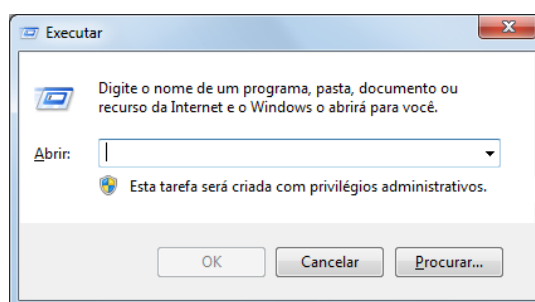 Executar
Digite o nome de um programa, pasta, documento ou
recurso da Internet e o Windows o abrirá para você.
Abrir:
Esta tarefa será criada com privilégios administrativos.
OK Cancelar Procurar...